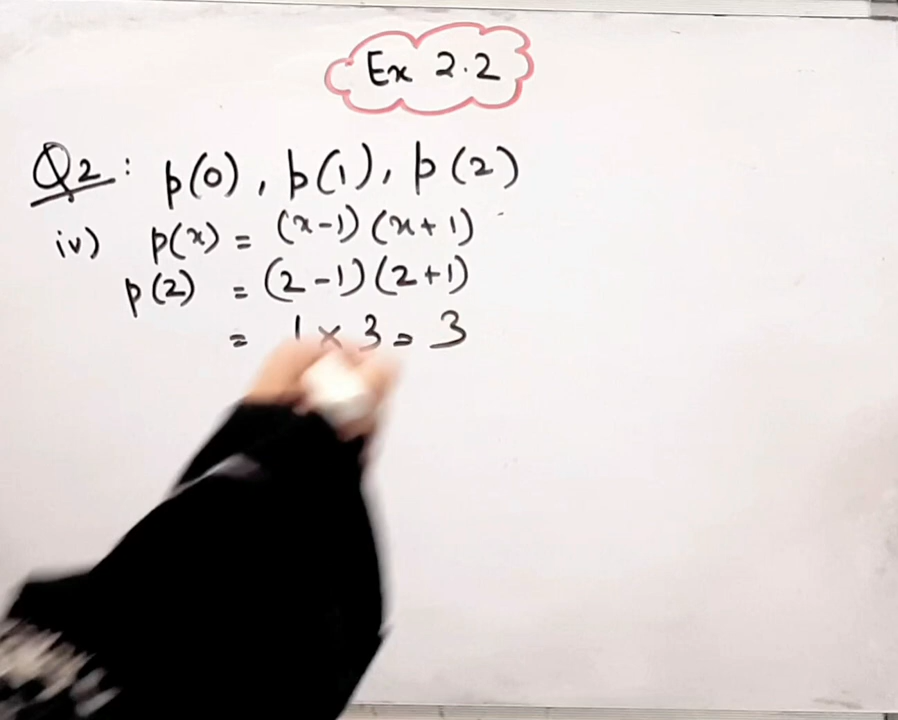 Ex 2.2
Q2: p(0), p(1), p(2)
iv) p(x) = (x-1)(x+1)
p(2) = (2-1)(2+1)
= 1 × 3 = 3